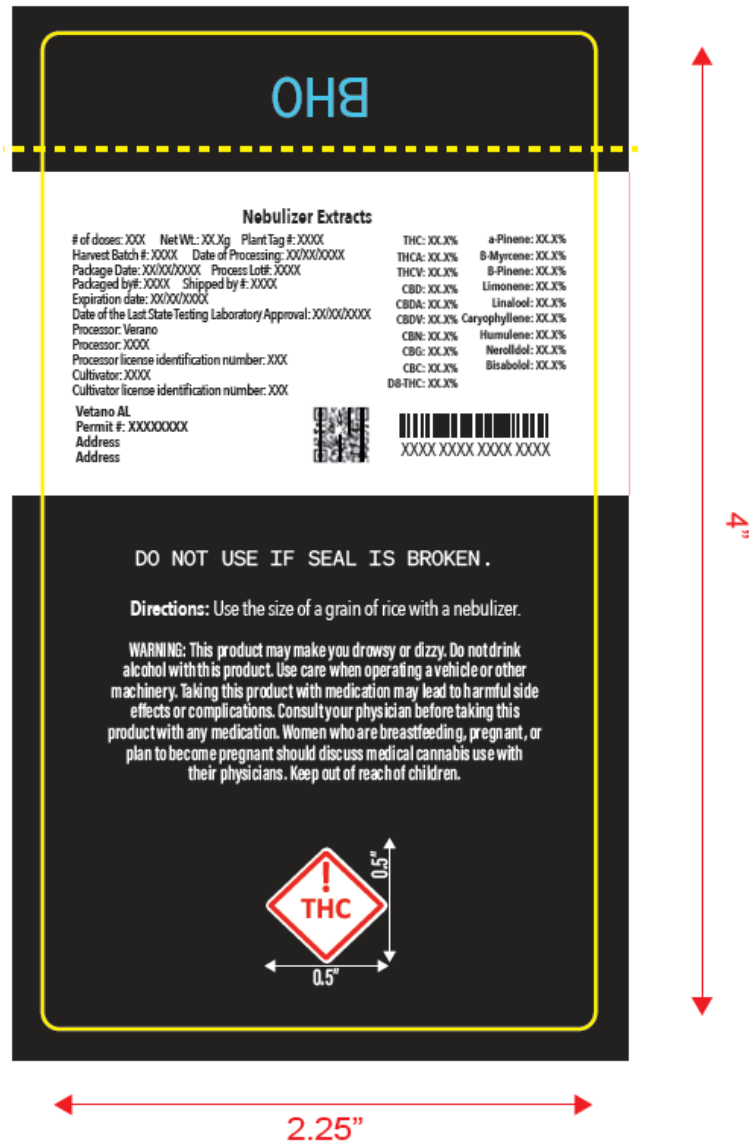 BHO
Nebulizer Extracts
# of doses: XXX Net Wt.: XX.Xg Plant Tag #: XXXX
Harvest Batch #: XXXX Date of Processing: XX/XX/XXXX
Package Date: XX/XX/XXXX Process Lot#: XXXX
Packaged by#: XXXX Shipped by #: XXXX
Expiration date: XX/XX/XXXX
Date of the Last State Testing Laboratory Approval: XX/XX/XXXX
Processor: Verano
Processor: XXXX
Processor license identification number: XXX
Cultivator: XXXX
Cultivator license identification number: XXX
THC: XX.X%
THCA: XX.X%
THCV: XX.X%
CBD: XX.X%
CBDA: XX.X%
CBDV: XX.X%
CBN: XX.X%
CBG: XX.X%
CBC: XX.X%
D8-THC: XX.X%
a-Pinene: XX.X%
B-Myrcene: XX.X%
B-Pinene: XX.X%
Limonene: XX.X%
Linalool: XX.X%
Caryophyllene: XX.X%
Humulene: XX.X%
Nerolldol: XX.X%
Bisabolol: XX.X%
Vetano AL
Permit #: XXXXXXXX
Address
Address
XXXX XXXX XXXX XXXX
DO NOT USE IF SEAL IS BROKEN.
Directions: Use the size of a grain of rice with a nebulizer.
WARNING: This product may make you drowsy or dizzy. Do not drink
alcohol with this product. Use care when operating a vehicle or other
machinery. Taking this product with medication may lead to harmful side
effects or complications. Consult your physician before taking this
product with any medication. Women who are breastfeeding, pregnant, or
plan to become pregnant should discuss medical cannabis use with
their physicians. Keep out of reach of children.
!
THC
0.5"
0.5"
4"
2.25"